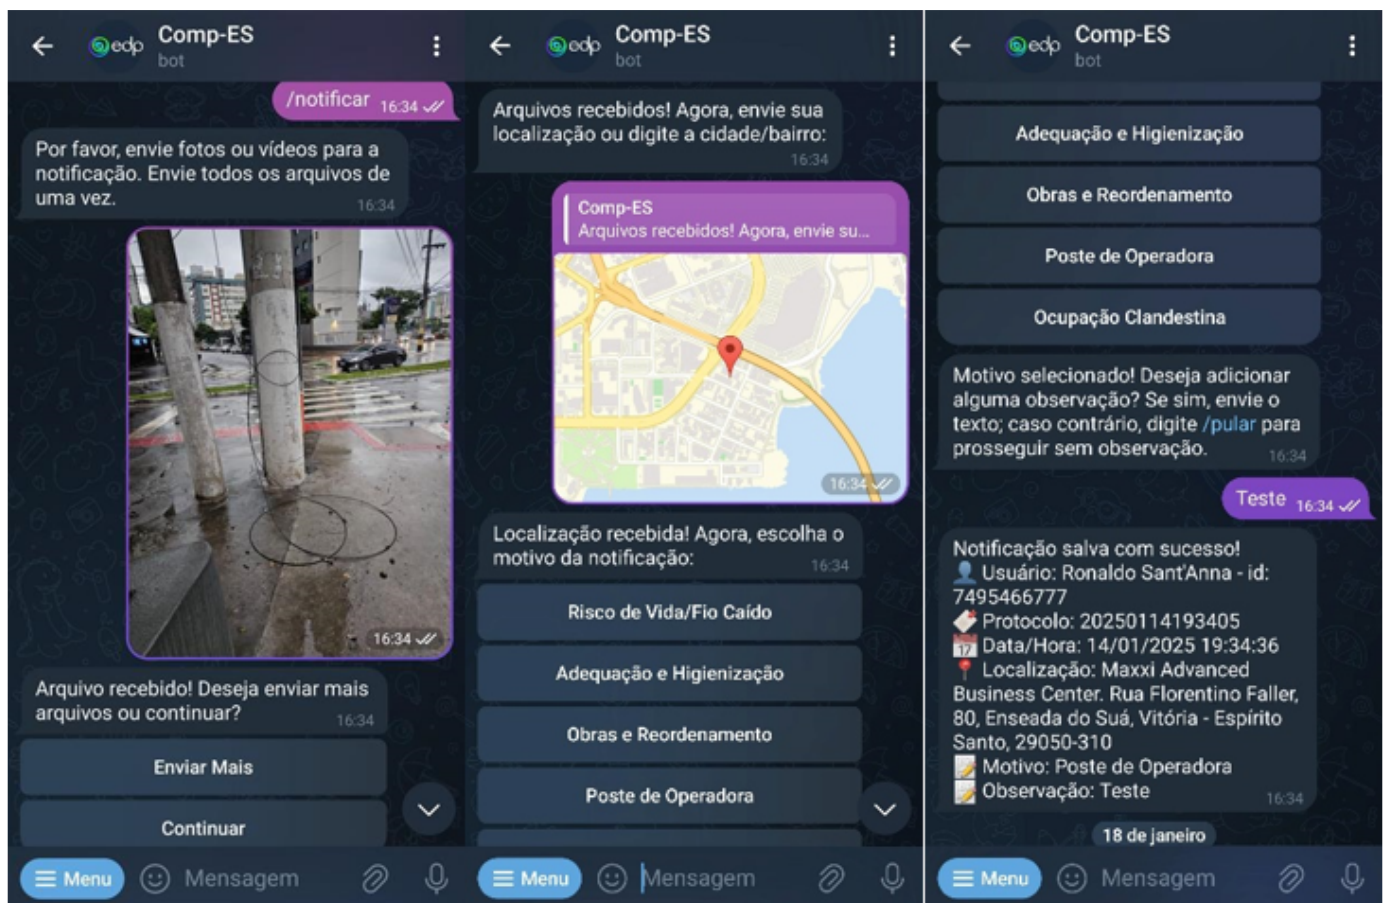 edp
Comp-ES
bot
/notificar 16:34
Por favor, envie fotos ou vídeos para a
notificação. Envie todos os arquivos de
uma vez.
16:34
16:34
Arquivo recebido! Deseja enviar mais
arquivos ou continuar?
16:34
Enviar Mais
Continuar
Menu
Mensagem
edp
Comp-ES
bot
Arquivos recebidos! Agora, envie sua
localização ou digite a cidade/bairro:
16:34
Comp-ES
Arquivos recebidos! Agora, envie su...
16:34
Localização recebida! Agora, escolha o
motivo da notificação:
16:34
Risco de Vida/Fio Caído
Adequação e Higienização
Obras e Reordenamento
Poste de Operadora
Menu
Mensagem
edp
Comp-ES
bot
Adequação e Higienização
Obras e Reordenamento
Poste de Operadora
Ocupação Clandestina
Motivo selecionado! Deseja adicionar
alguma observação? Se sim, envie o
texto; caso contrário, digite /pular para
prosseguir sem observação.
16:34
Teste 16:34
Notificação salva com sucesso!
Usuário: Ronaldo Sant'Anna - id:
7495466777
Protocolo: 20250114193405
17 Data/Hora: 14/01/2025 19:34:36
Localização: Maxxi Advanced
Business Center. Rua Florentino Faller,
80, Enseada do Suá, Vitória - Espírito
Santo, 29050-310
Motivo: Poste de Operadora
Observação: Teste
16:34
18 de janeiro
Menu
Mensagem